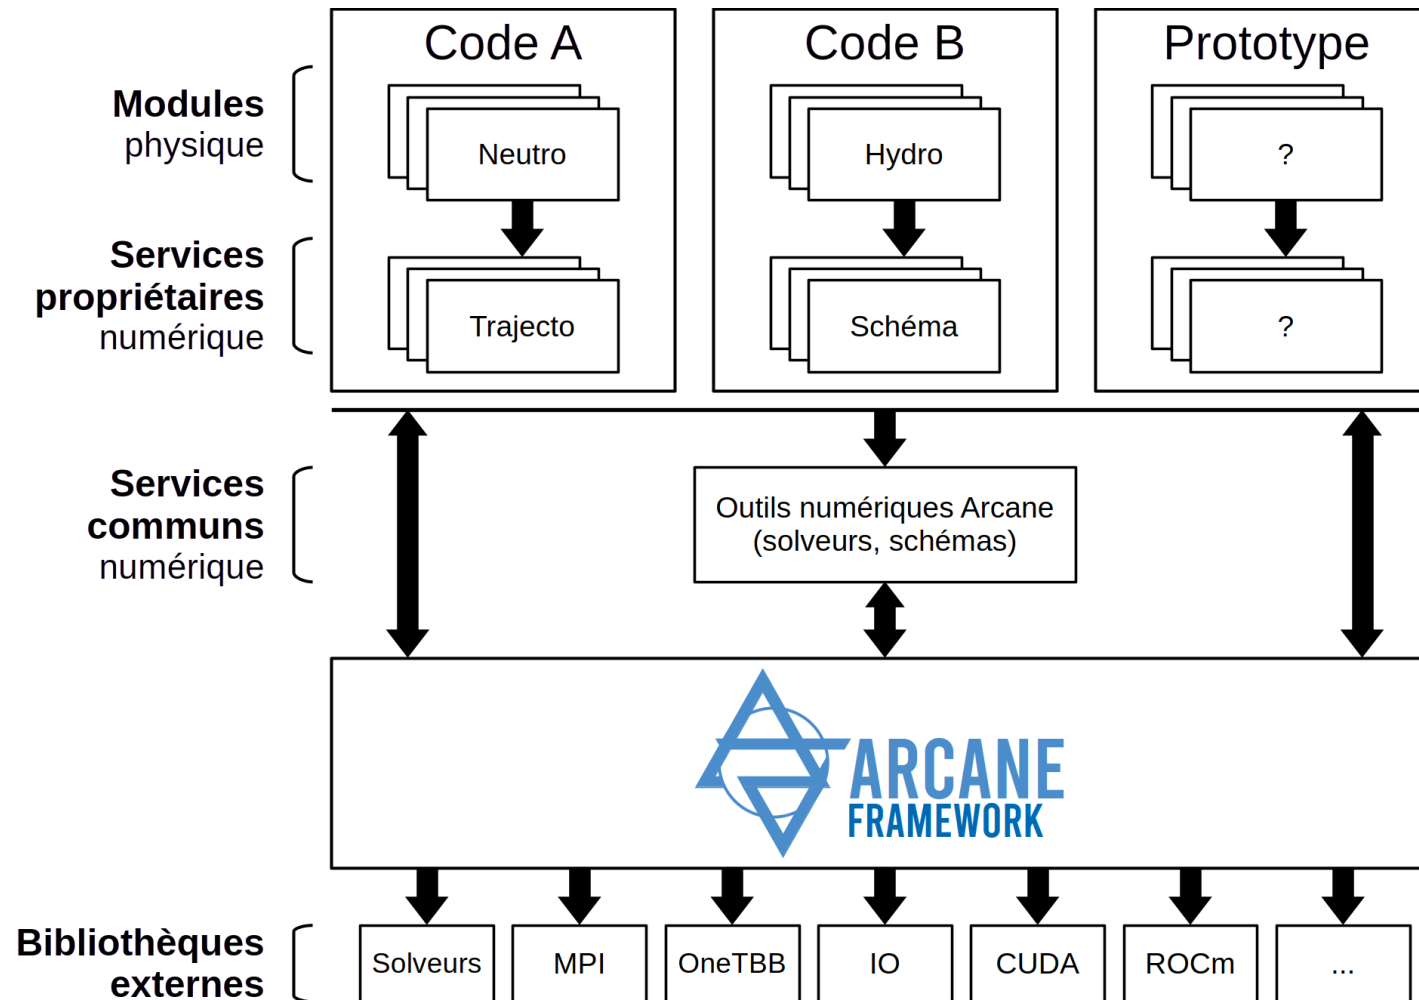 Code A
Code B
Prototype
Modules
physique
Neutro
Hydro
?
Services
propriétaires
numérique
Trajecto
Schéma
?
Services
communs
numérique
Outils numériques Arcane
(solveurs, schémas)
ARCANE
FRAMEWORK
Bibliothèques
externes
Solveurs
MPI
OneTBB
IO
CUDA
ROCm
...